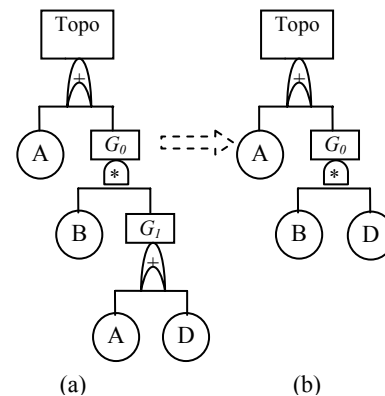 Topo Topo
+ +
A G0 A G0
* *
B G1 B D
+
A D
(a) (b)